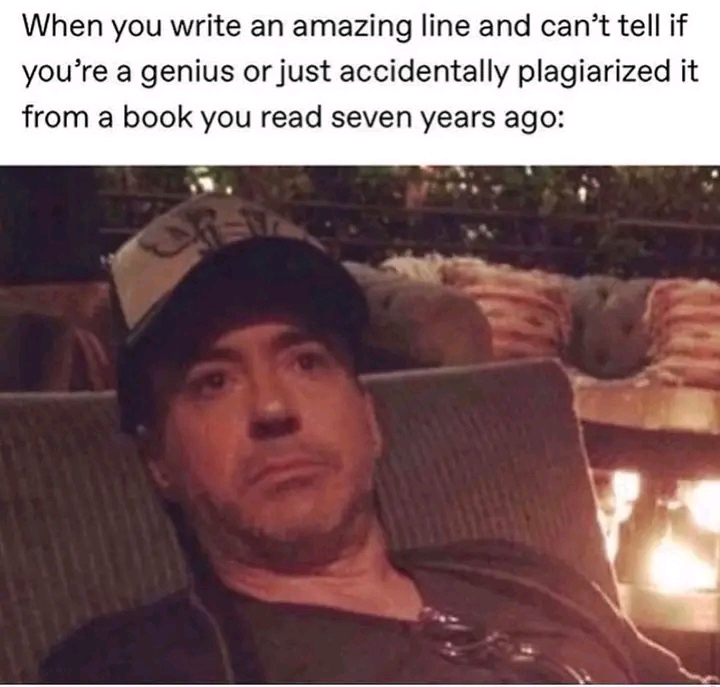 When you write an amazing line and can’t tell if
you’re a genius or just accidentally plagiarized it
from a book you read seven years ago: